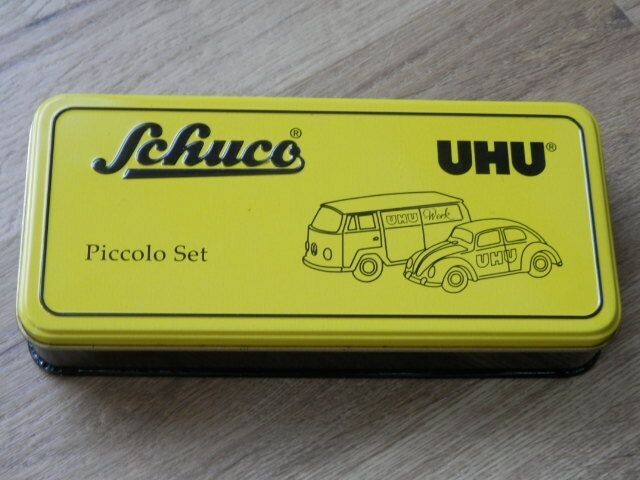 Schuco®
UHU®
Piccolo Set
UHU Werk
UHU